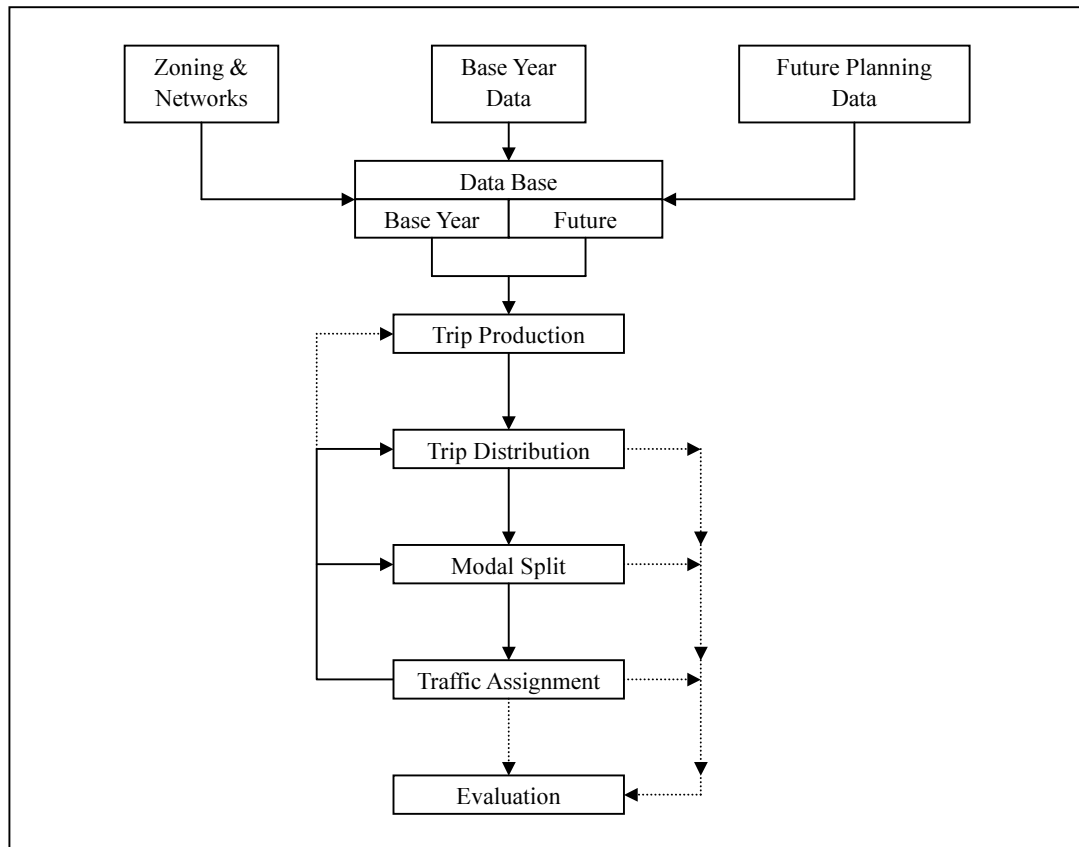 Zoning &
Networks
Base Year
Data
Future Planning
Data
Data Base
Base Year
Future
Trip Production
Trip Distribution
Modal Split
Traffic Assignment
Evaluation